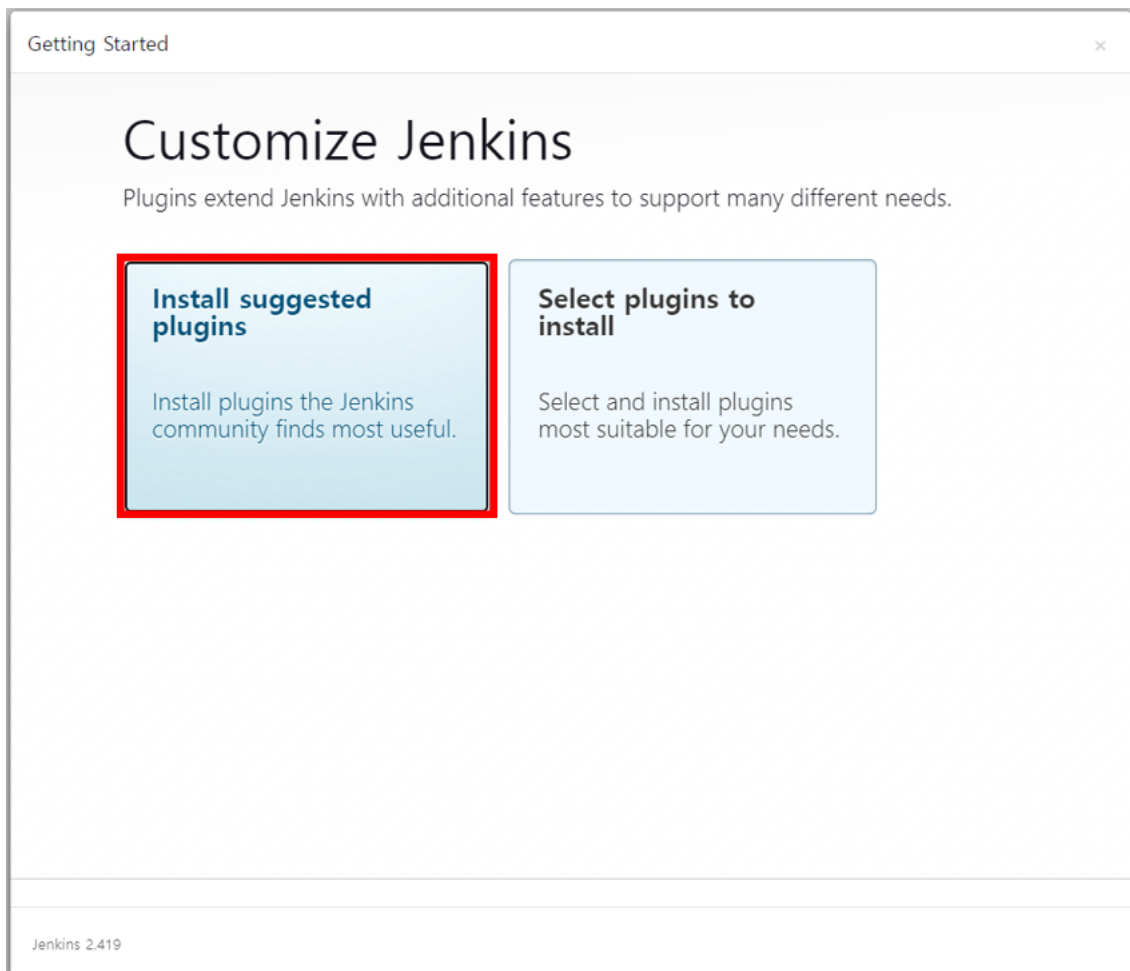 Getting Started
×
Customize Jenkins
Plugins extend Jenkins with additional features to support many different needs.
Install suggested
plugins
Install plugins the Jenkins
community finds most useful.
Select plugins to
install
Select and install plugins
most suitable for your needs.
Jenkins 2.419